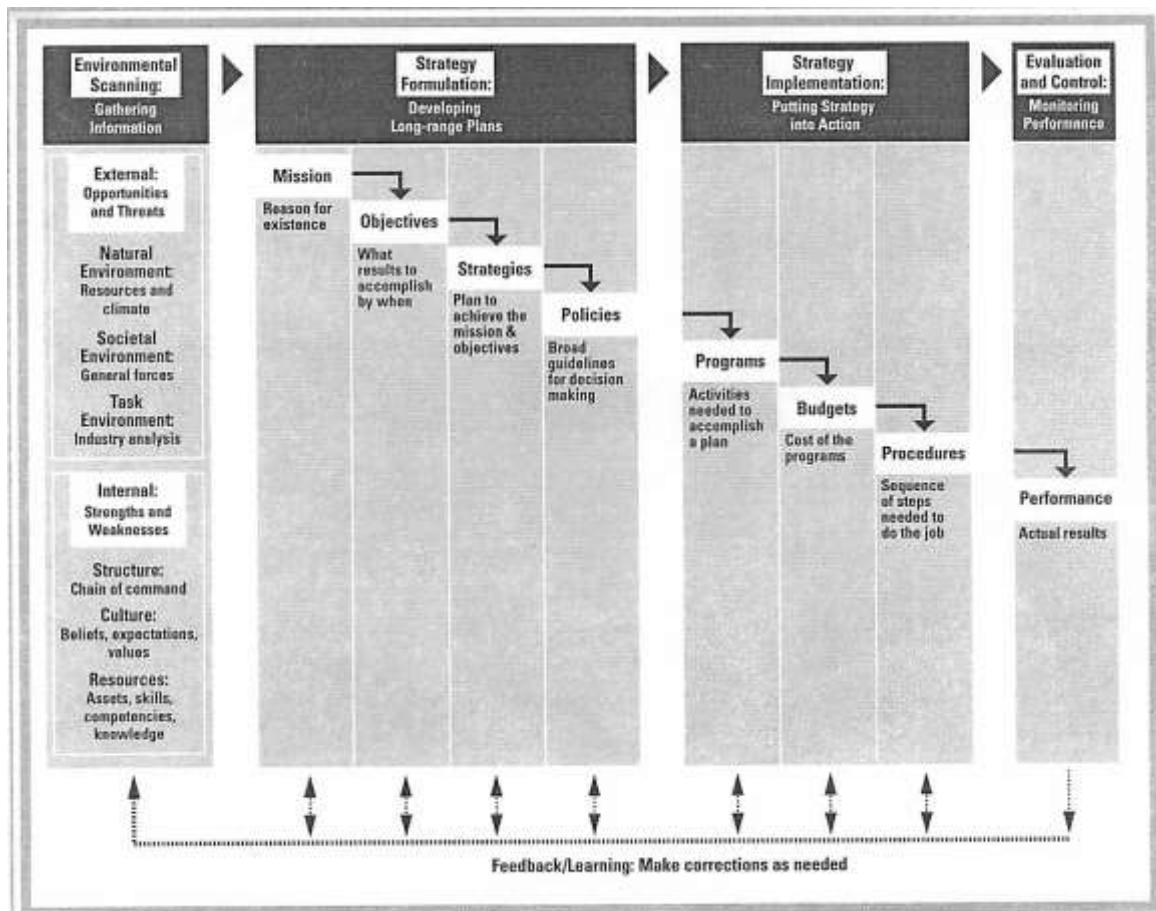 Environmental
Scanning:
Gathering
Information
Strategy
Formulation:
Developing
Long-range Plans
Strategy
Implementation:
Putting Strategy
into Action
Evaluation
and Control:
Monitoring
Performance
External:
Opportunities
and Threats
Natural
Environment:
Resources and
climate
Societal
Environment:
General forces
Task
Environment:
Industry analysis
Internal:
Strengths and
Weaknesses
Structure:
Chain of command
Culture:
Beliefs, expectations,
values
Resources:
Assets, skills,
competencies,
knowledge
Mission
Reason for
existence
Objectives
What
results to
accomplish
by when
Strategies
Plan to
achieve the
mission &
objectives
Policies
Broad
guidelines
for decision
making
Programs
Activities
needed to
accomplish
a plan
Budgets
Cost of the
programs
Procedures
Sequence
of steps
needed to
do the job
Performance
Actual results
Feedback/Learning: Make corrections as needed